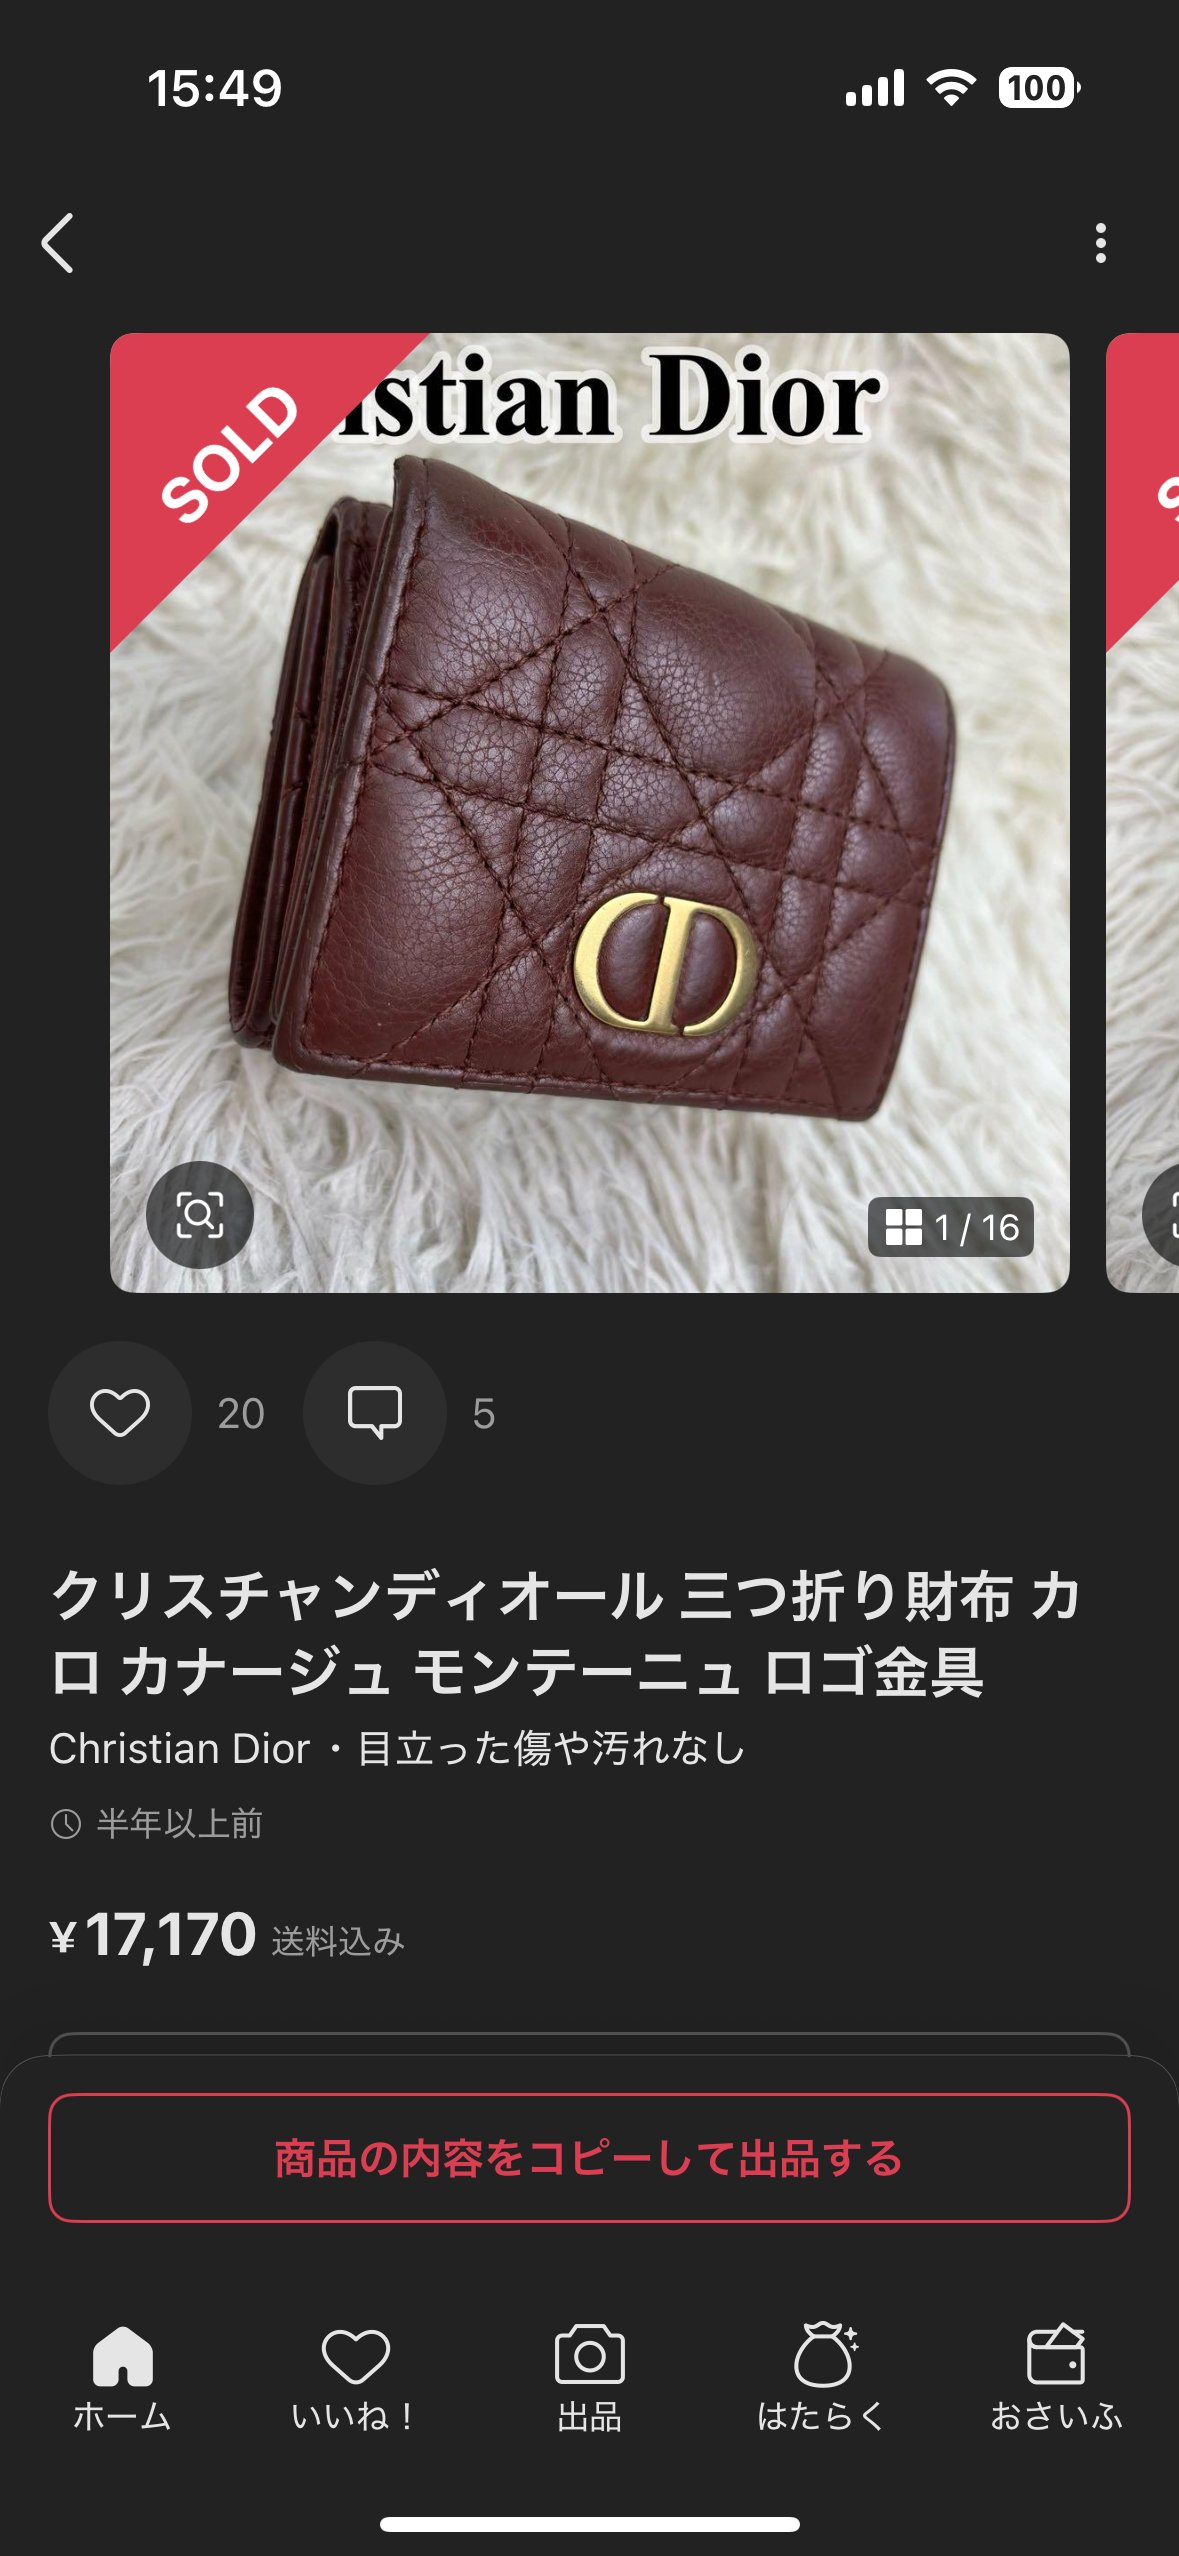 15:49
100
SOLD
istian Dior
1 / 16
20
5
クリスチャンディオール 三つ折り財布 カ
ロ カナージュ モンテーニュ ロゴ金具
Christian Dior・目立った傷や汚れなし
半年以上前
¥17,170 送料込み
商品の内容をコピーして出品する
ホーム
いいね！
出品
はたらく
おさいふ